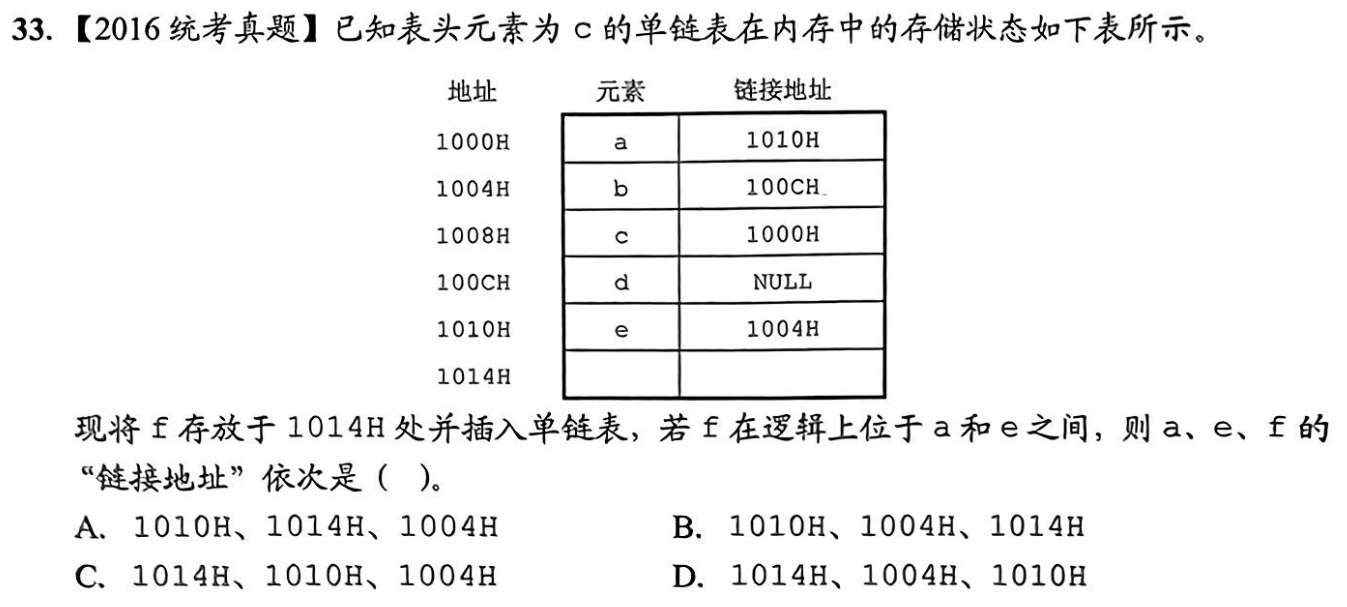 33. 【2016 统考真题】已知表头元素为 c 的单链表在内存中的存储状态如下表所示。
地址 元素 链接地址
1000H a 1010H
1004H b 100CH
1008H c 1000H
100CH d NULL
1010H e 1004H
1014H
现将 f 存放于 1014H 处并插入单链表，若 f 在逻辑上位于 a 和 e 之间，则 a、e、f 的
“链接地址”依次是（ ）。
A. 1010H、1014H、1004H B. 1010H、1004H、1014H
C. 1014H、1010H、1004H D. 1014H、1004H、1010H